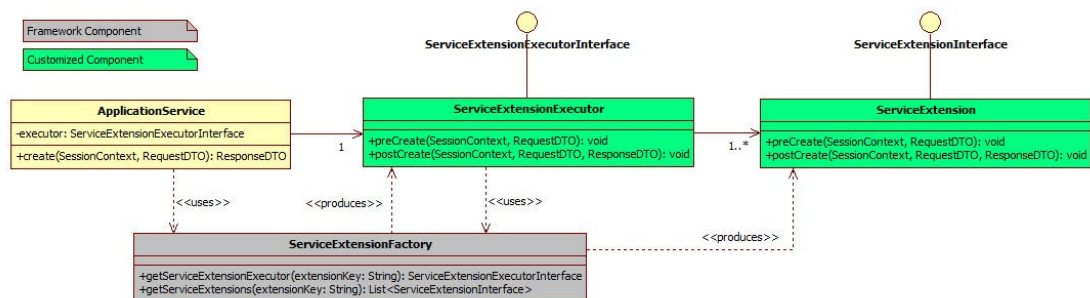 Framework Component
Customized Component
ServiceExtensionExecutorInterface
ServiceExtensionInterface
ApplicationService
-executor: ServiceExtensionExecutorInterface
+create(SessionContext, RequestDTO): ResponseDTO
1
ServiceExtensionExecutor
+preCreate(SessionContext, RequestDTO): void
+postCreate(SessionContext, RequestDTO, ResponseDTO): void
1..*
ServiceExtension
+preCreate(SessionContext, RequestDTO): void
+postCreate(SessionContext, RequestDTO, ResponseDTO): void
<<uses>>
<<produces>>
<<uses>>
<<produces>>
ServiceExtensionFactory
+getServiceExtensionExecutor(extensionKey: String): ServiceExtensionExecutorInterface
+getServiceExtensions(extensionKey: String): List<ServiceExtensionInterface>